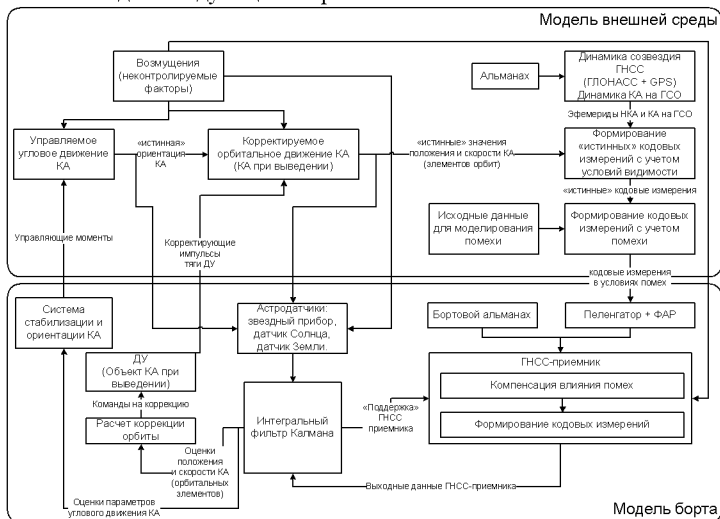 Модель внешней среды
Возмущения
(неконтролируемые
факторы)
Альманах
Динамика созвездия
ГНСС
(ГЛОНАСС + GPS)
Динамика КА на ГСО
Эфемериды НКА и КА на ГСО
Управляемое
угловое движение
КА
«истинная»
ориентация
КА
Корректируемое
орбитальное движение КА
(КА при выведении)
«истинные» значения
положения и скорости КА
(элементов орбит)
Формирование
«истинных» кодовых
измерений с учетом
условий видимости
«истинные» кодовые измерения
Исходные данные
для моделирования
помехи
Формирование кодовых
измерений с учетом
помехи
Управляющие моменты
Корректирующие
импульсы
тяги ДУ
кодовые измерения
в условиях помех
Система
стабилизации и
ориентации КА
Астродатчики:
звездный прибор,
датчик Солнца,
датчик Земли.
Бортовой альманах
Пеленгатор + ФАР
ДУ
(Объект КА при
выведении)
ГНСС-приемник
Компенсация влияния помех
Формирование кодовых измерений
Команды на коррекцию
Расчет коррекции
орбиты
Интегральный
фильтр Калмана
«Поддержка»
ГНСС
приемника
Оценки
положения
и скорости КА
(орбитальных
элементов)
Выходные данные ГНСС-приемника
Оценки параметров
углового движения КА
Модель борта